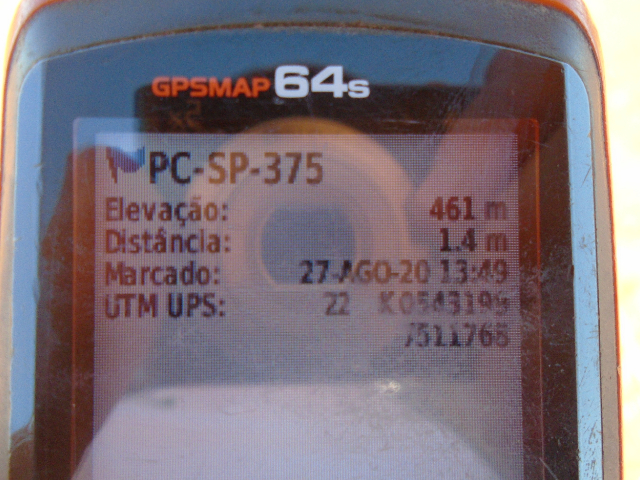 GPSMAP 64s
PC-SP-375
Elevação: 461 m
Distância: 1.4 m
Marcado: 27-AGO-20 13:49
UTM UPS: 22 K
7511768